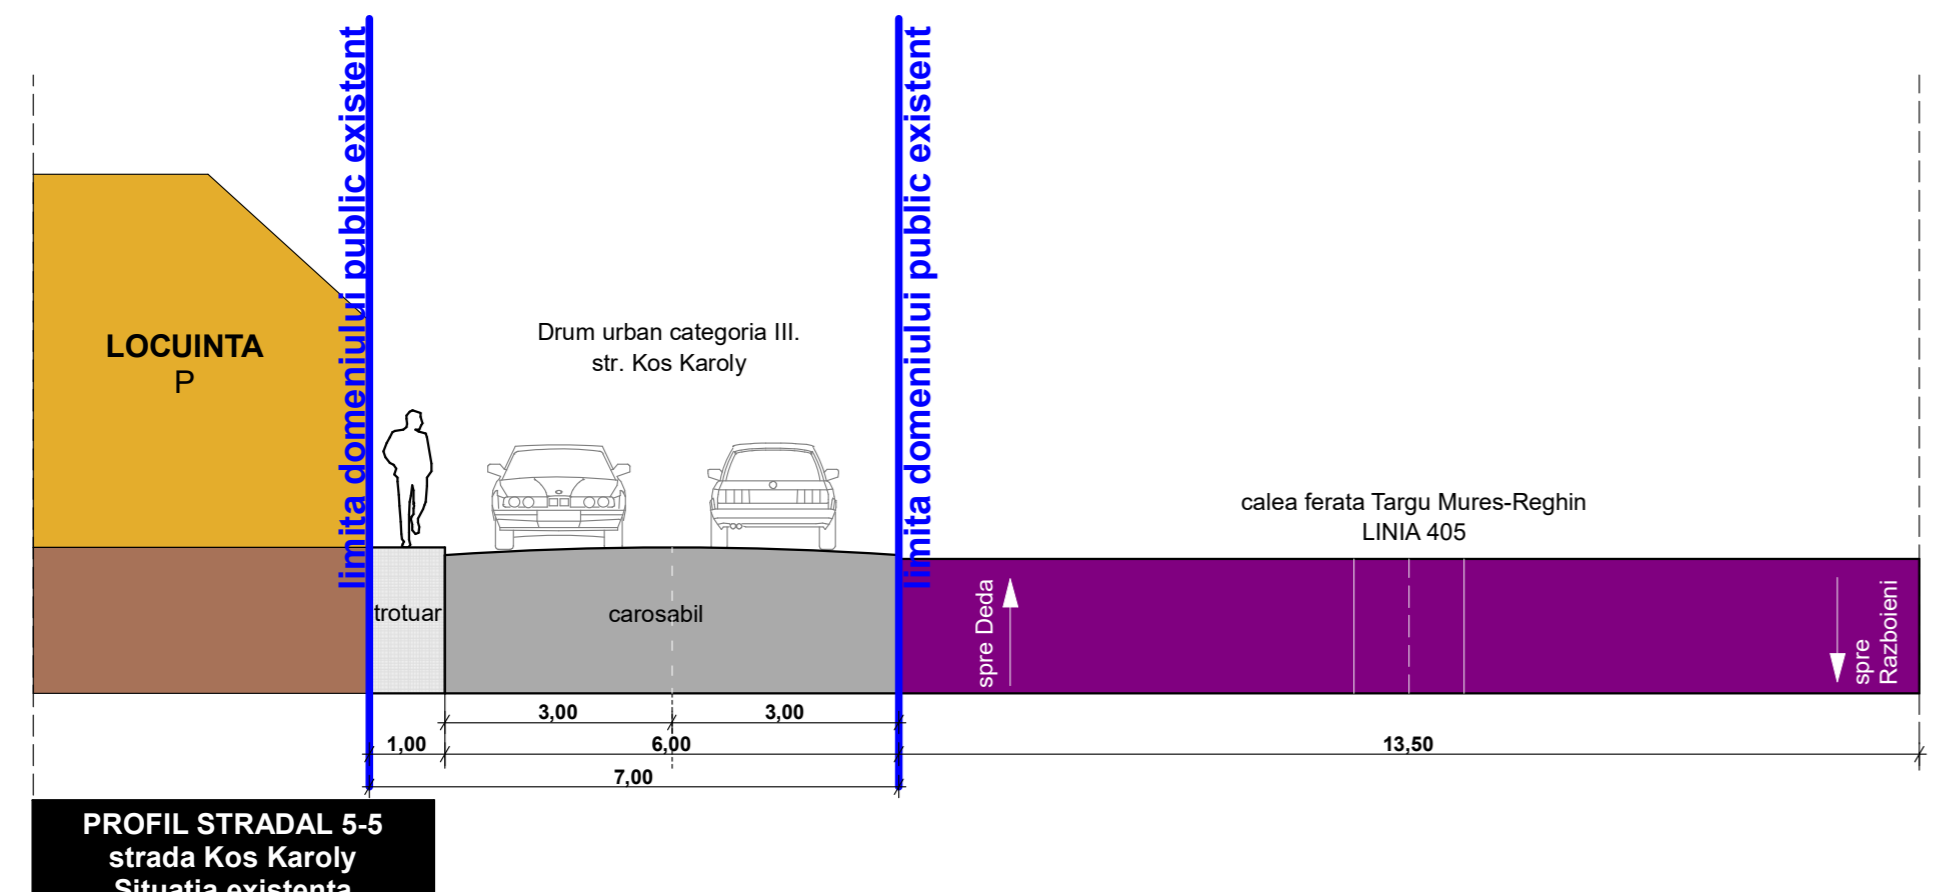 limita domeniului public existent
limita domeniului public existent
LOCUINTA
P
Drum urban categoria III.
str. Kos Karoly
calea ferata Targu Mures-Reghin
LINIA 405
trotuar
carosabil
spre Deda
spre
Razboieni
3,00
3,00
1,00
6,00
13,50
7,00
PROFIL STRADAL 5-5
strada Kos Karoly
Situatia existenta